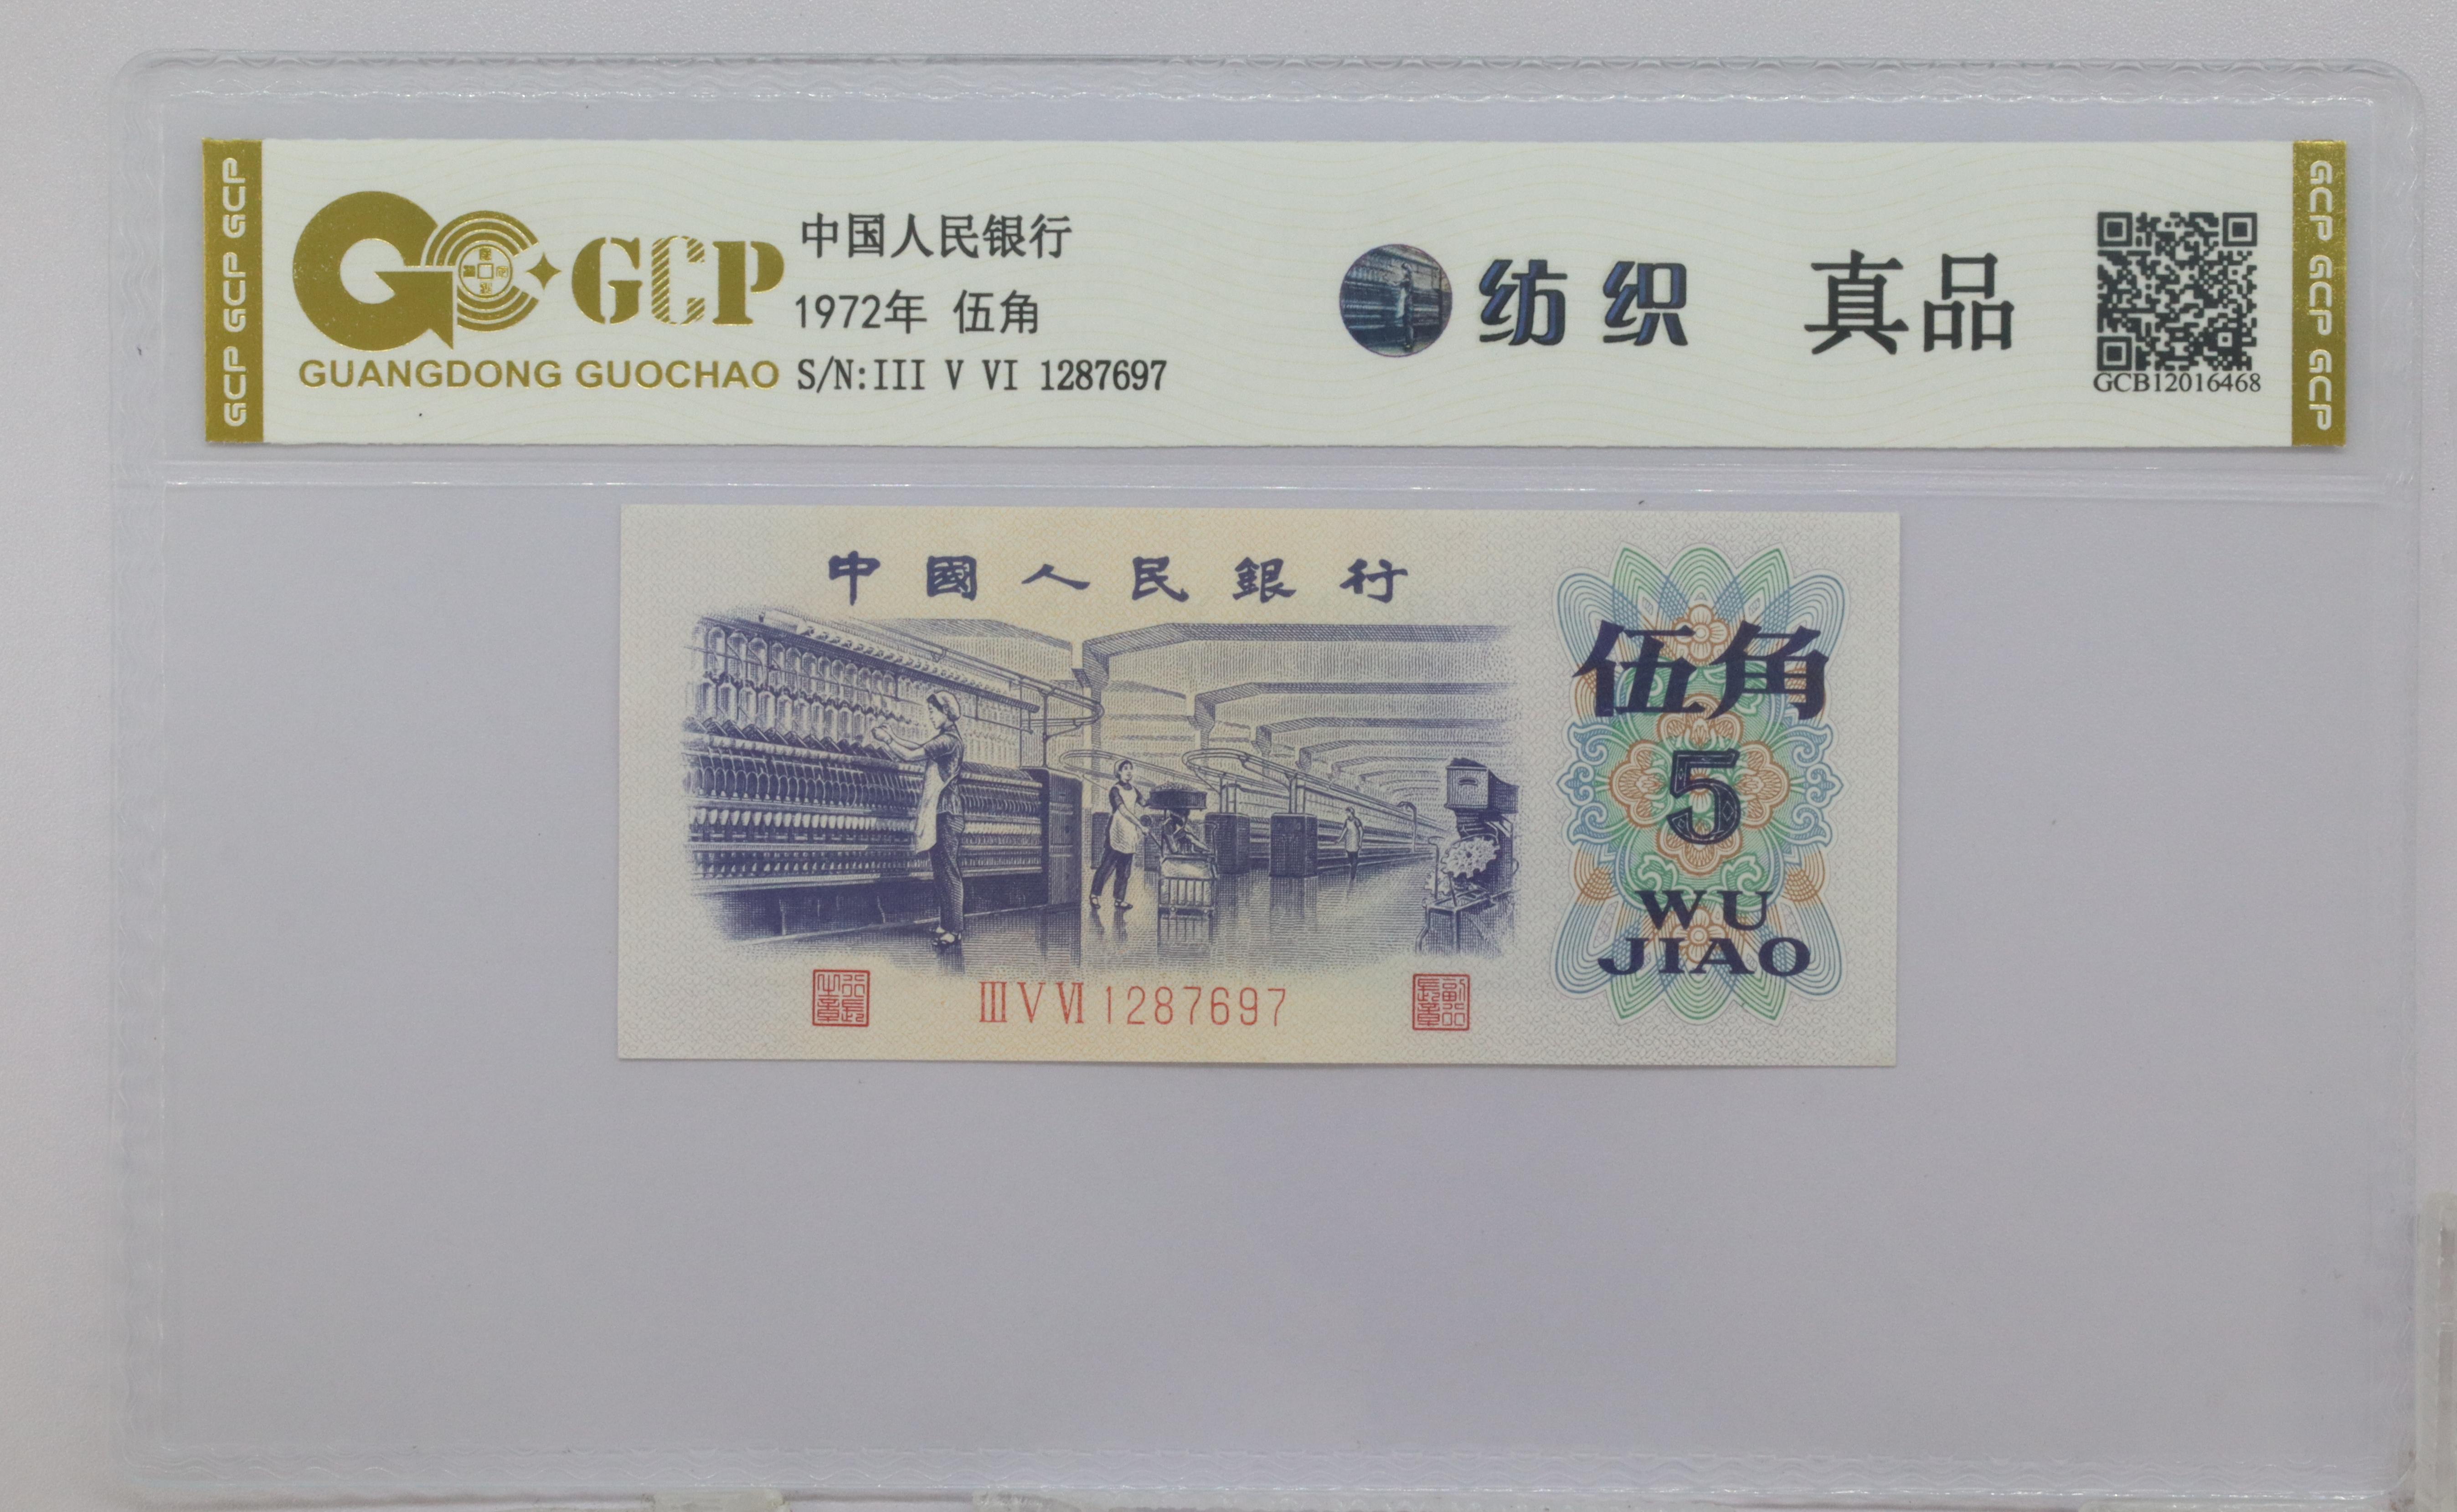 GCP GCP GCP
GCP
GUANGDONG GUOCHAO
中国人民银行
1972年 伍角
S/N:III V VI 1287697
纺织
真品
GCB12016468
GCP GCP GCP
中國人民銀行
伍角
5
WU
JIAO
ⅢⅤⅥ 1287697